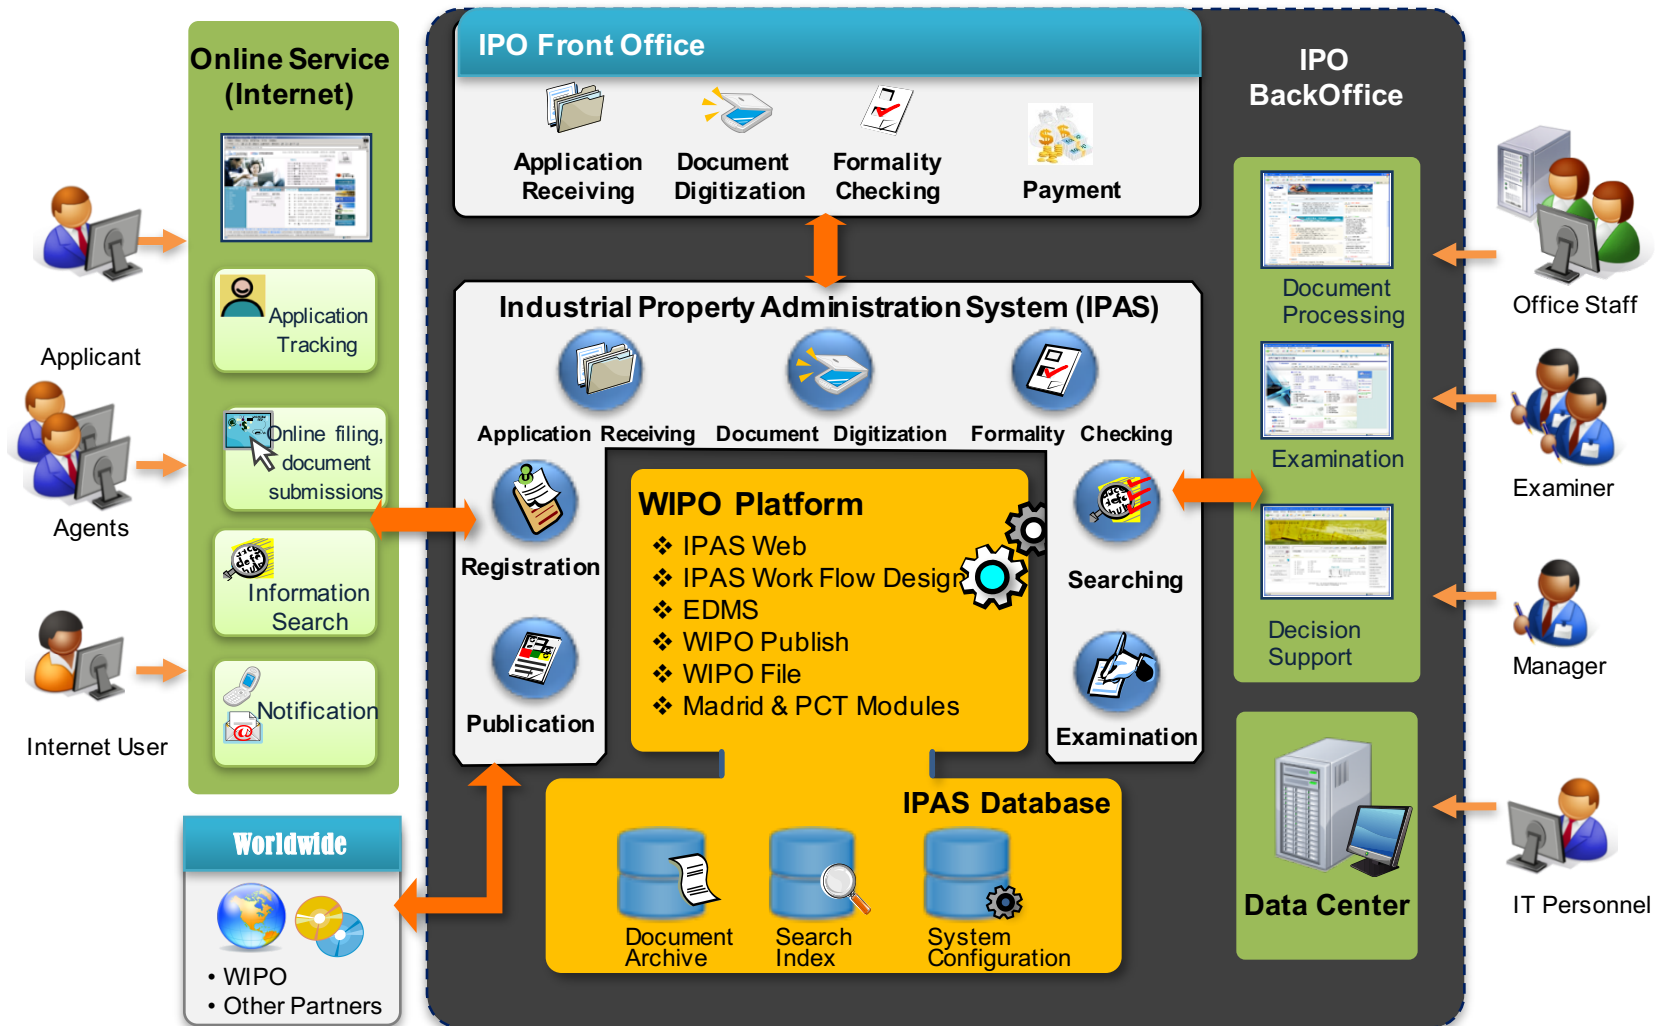 Online Service
(Internet)
Application
Tracking
Online filing,
document
submissions
Information
Search
Notification
Applicant
Agents
Internet User
Worldwide
• WIPO
• Other Partners
IPO Front Office
Application
Receiving
Document
Digitization
Formality
Checking
Payment
Industrial Property Administration System (IPAS)
Application Receiving
Document Digitization
Formality Checking
Registration
Publication
Searching
Examination
WIPO Platform
❖ IPAS Web
❖ IPAS Work Flow Design
❖ EDMS
❖ WIPO Publish
❖ WIPO File
❖ Madrid & PCT Modules
IPAS Database
Document
Archive
Search
Index
System
Configuration
IPO
BackOffice
Document
Processing
Examination
Decision
Support
Data Center
Office Staff
Examiner
Manager
IT Personnel